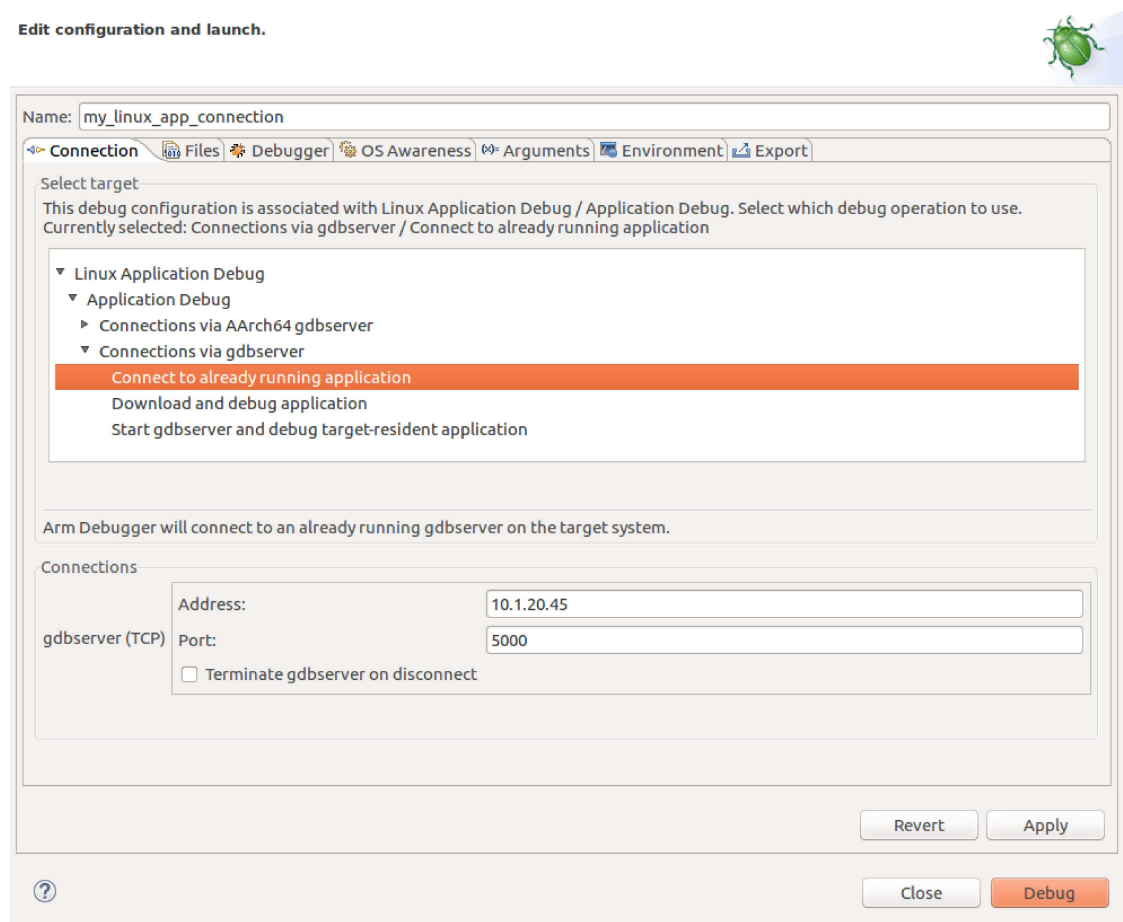 Edit configuration and launch.
Name: my_linux_app_connection
Connection Files Debugger OS Awareness Arguments Environment Export
Select target
This debug configuration is associated with Linux Application Debug / Application Debug. Select which debug operation to use.
Currently selected: Connections via gdbserver / Connect to already running application
Linux Application Debug
Application Debug
Connections via AArch64 gdbserver
Connections via gdbserver
Connect to already running application
Download and debug application
Start gdbserver and debug target-resident application
Arm Debugger will connect to an already running gdbserver on the target system.
Connections
Address: 10.1.20.45
gdbserver (TCP) Port: 5000
Terminate gdbserver on disconnect
Revert Apply
? Close Debug